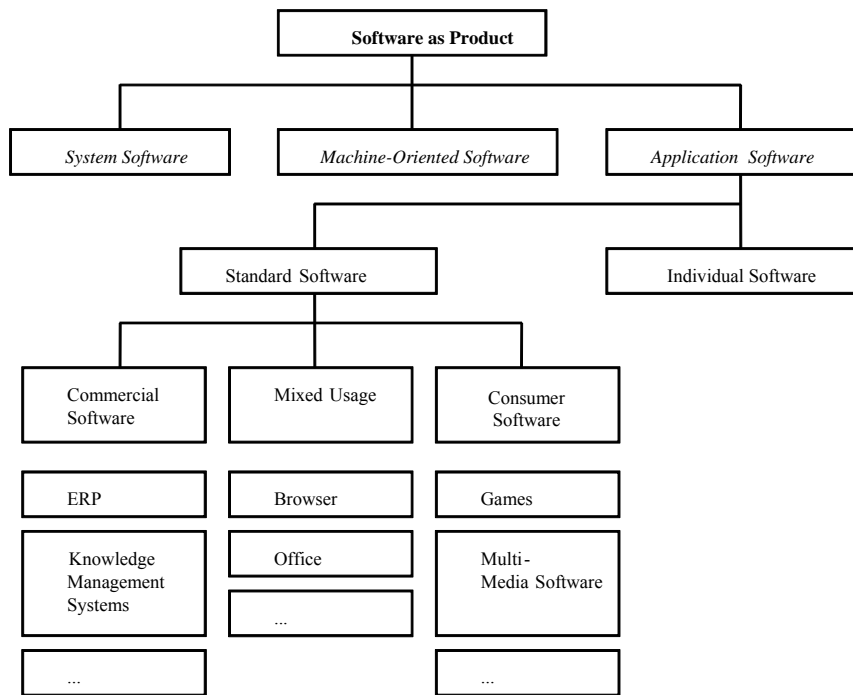 Software as Product
System Software
Machine-Oriented Software
Application Software
Standard Software
Individual Software
Commercial
Software
Mixed Usage
Consumer
Software
ERP
Browser
Games
Knowledge
Management
Systems
Office
Multi-
Media Software
...
...
...